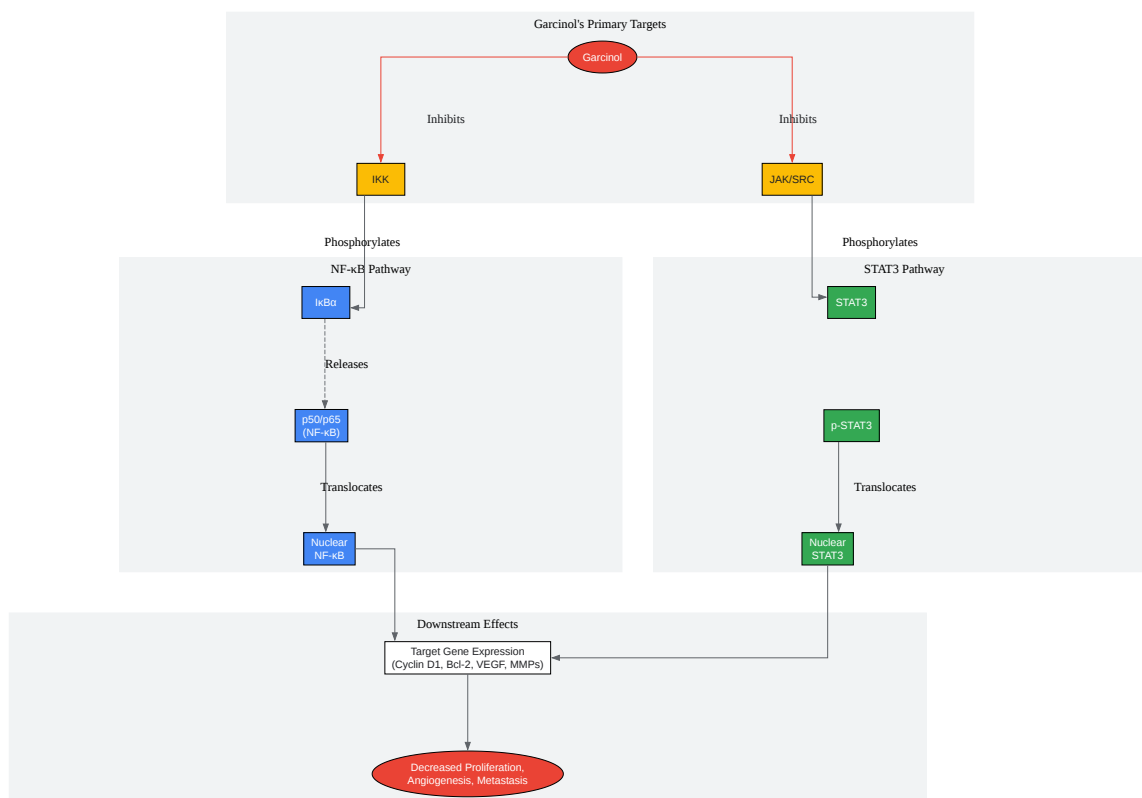 Garcinol's Primary Targets
Garcinol
Inhibits
Inhibits
IKK
JAK/SRC
Phosphorylates
Phosphorylates
NF-κB Pathway
STAT3 Pathway
IκBα
STAT3
Releases
p50/p65
(NF-κB)
p-STAT3
Translocates
Translocates
Nuclear
NF-κB
Nuclear
STAT3
Downstream Effects
Target Gene Expression
(Cyclin D1, Bcl-2, VEGF, MMPs)
Decreased Proliferation,
Angiogenesis, Metastasis